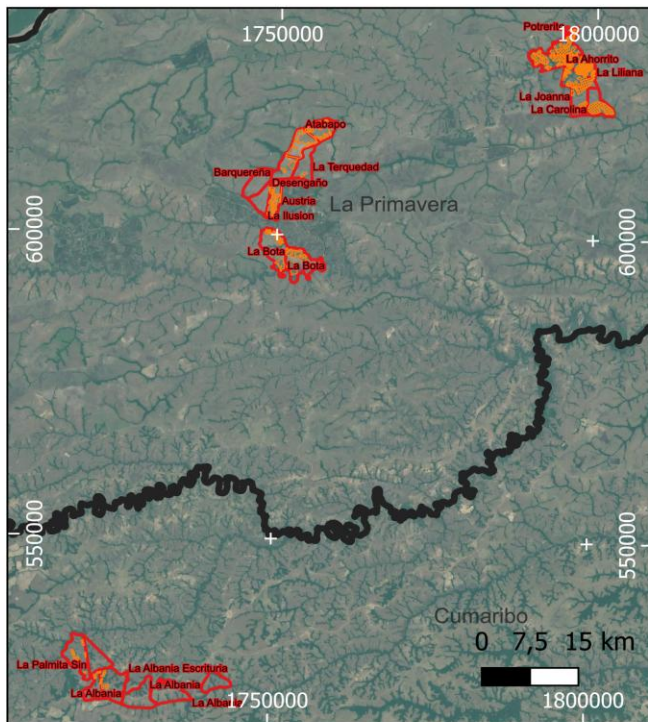 1750000
1800000
Potrerito
La Ahorrito
La Liliana
La Joanna
La Carolina
Atabapo
La Terquedad
Barquereña
Desengaño
Austria
La Ilusion
La Primavera
600000
600000
La Bota
La Bota
550000
550000
Cumaribo
0 7,5 15 km
La Palmita Sin
La Albania Escrituria
La Albania
La Albania
La Albania
1750000
1800000